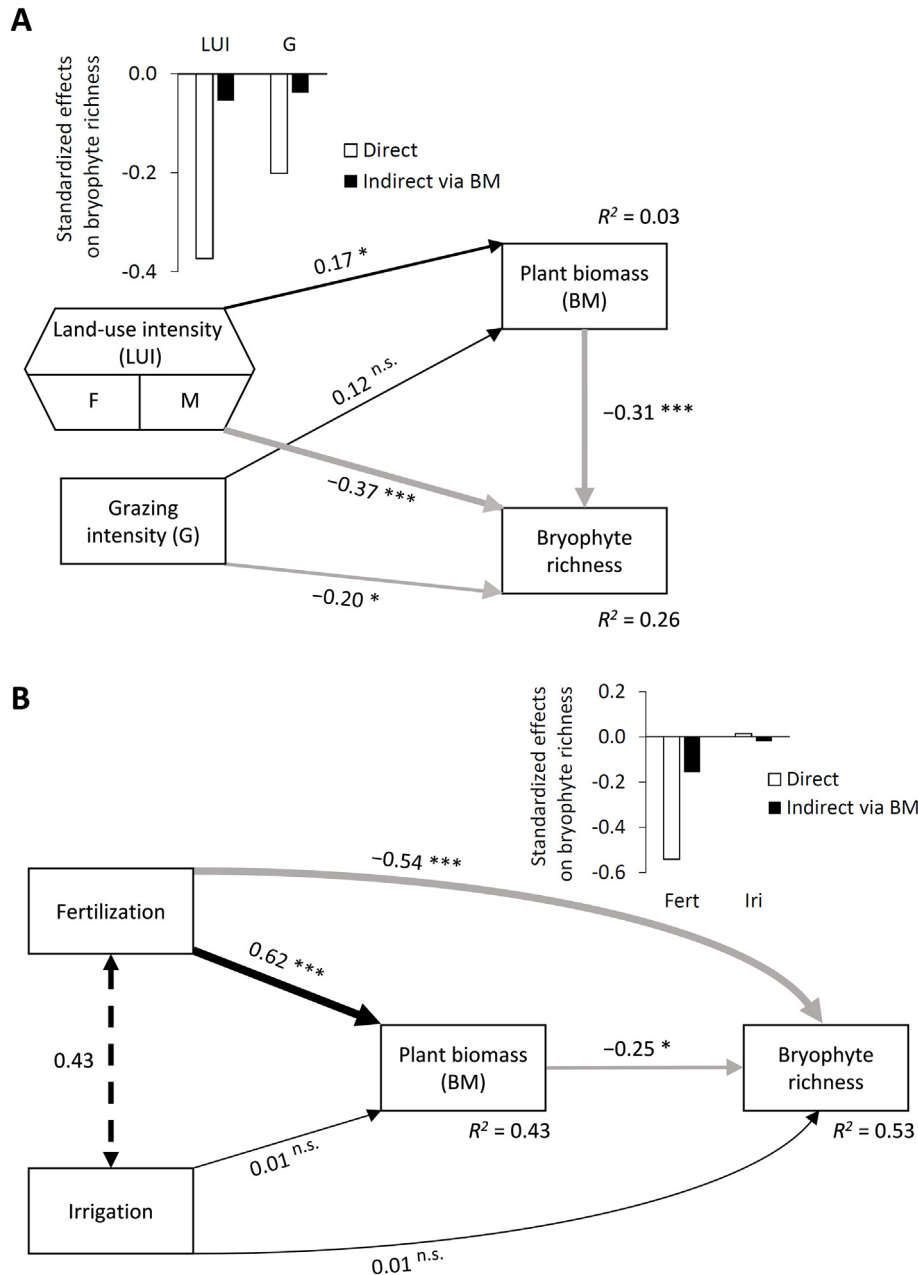 A
LUI G
Standardized effects
on bryophyte richness
0.0
-0.2
-0.4
Direct
Indirect via BM
R² = 0.03
0.17 *
Plant biomass
(BM)
Land-use intensity
(LUI)
F M
0.12 n.s.
−0.31 ***
−0.37 ***
Grazing
intensity (G)
Bryophyte
richness
−0.20 *
R² = 0.26
B
Standardized effects
on bryophyte richness
0.2
0.0
-0.2
-0.4
-0.6
Direct
Indirect via BM
Fert Iri
−0.54 ***
Fertilization
0.62 ***
0.43
Plant biomass
(BM)
−0.25 *
Bryophyte
richness
R² = 0.43
R² = 0.53
0.01 n.s.
Irrigation
0.01 n.s.